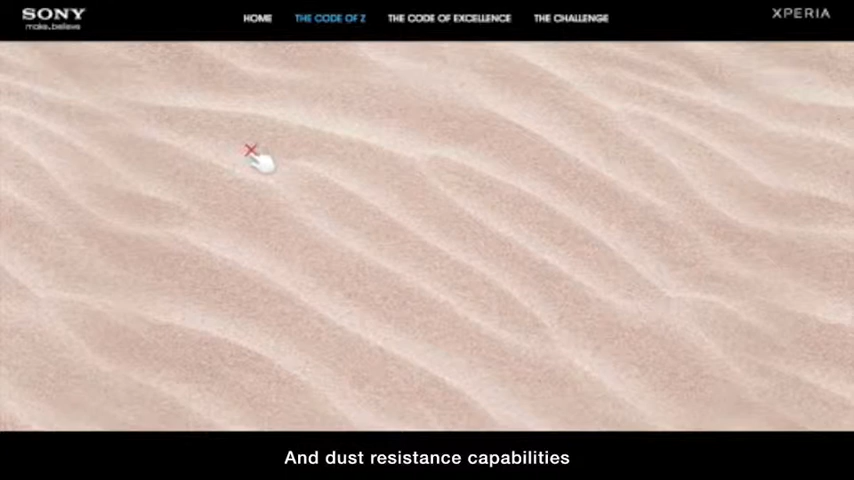 SONY
make.believe
HOME
THE CODE OF Z
THE CODE OF EXCELLENCE
THE CHALLENGE
XPERIA
And dust resistance capabilities